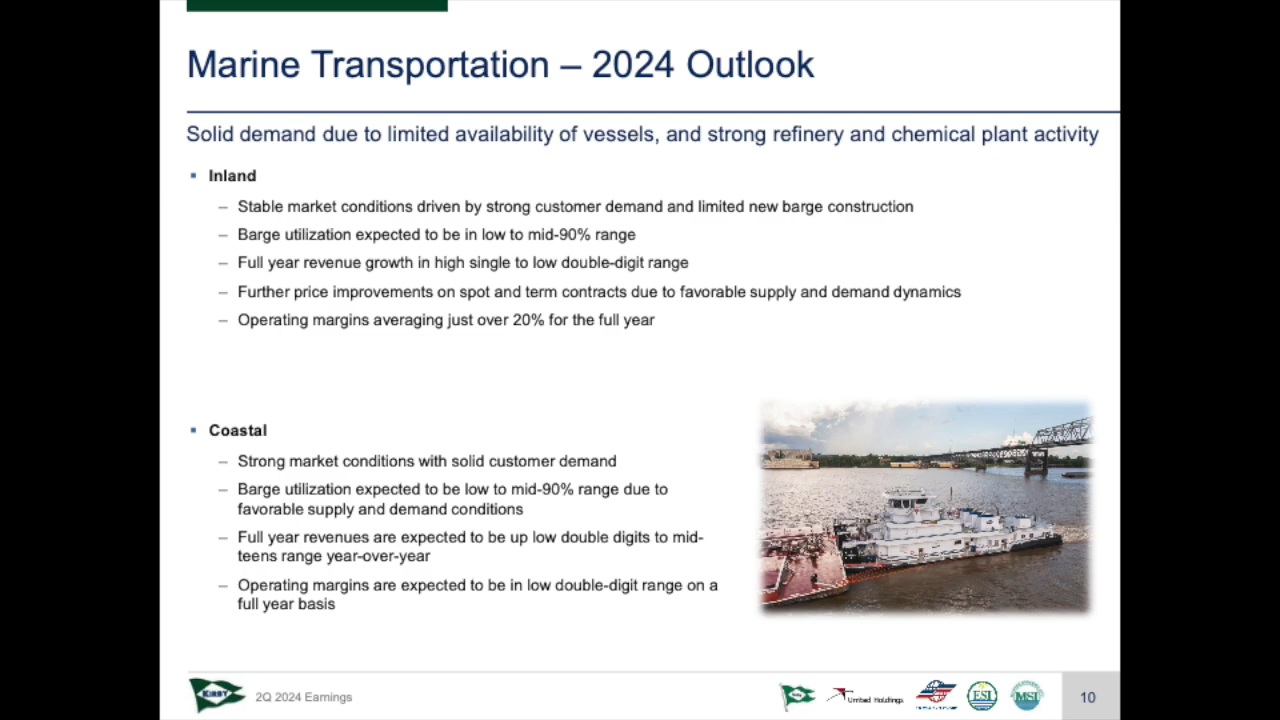 Marine Transportation – 2024 Outlook
Solid demand due to limited availability of vessels, and strong refinery and chemical plant activity
▪ Inland
– Stable market conditions driven by strong customer demand and limited new barge construction
– Barge utilization expected to be in low to mid-90% range
– Full year revenue growth in high single to low double-digit range
– Further price improvements on spot and term contracts due to favorable supply and demand dynamics
– Operating margins averaging just over 20% for the full year
▪ Coastal
– Strong market conditions with solid customer demand
– Barge utilization expected to be low to mid-90% range due to
favorable supply and demand conditions
– Full year revenues are expected to be up low double digits to mid-
teens range year-over-year
– Operating margins are expected to be in low double-digit range on a
full year basis
KIRBY
2Q 2024 Earnings
United Holdings
ESI
MSI
10